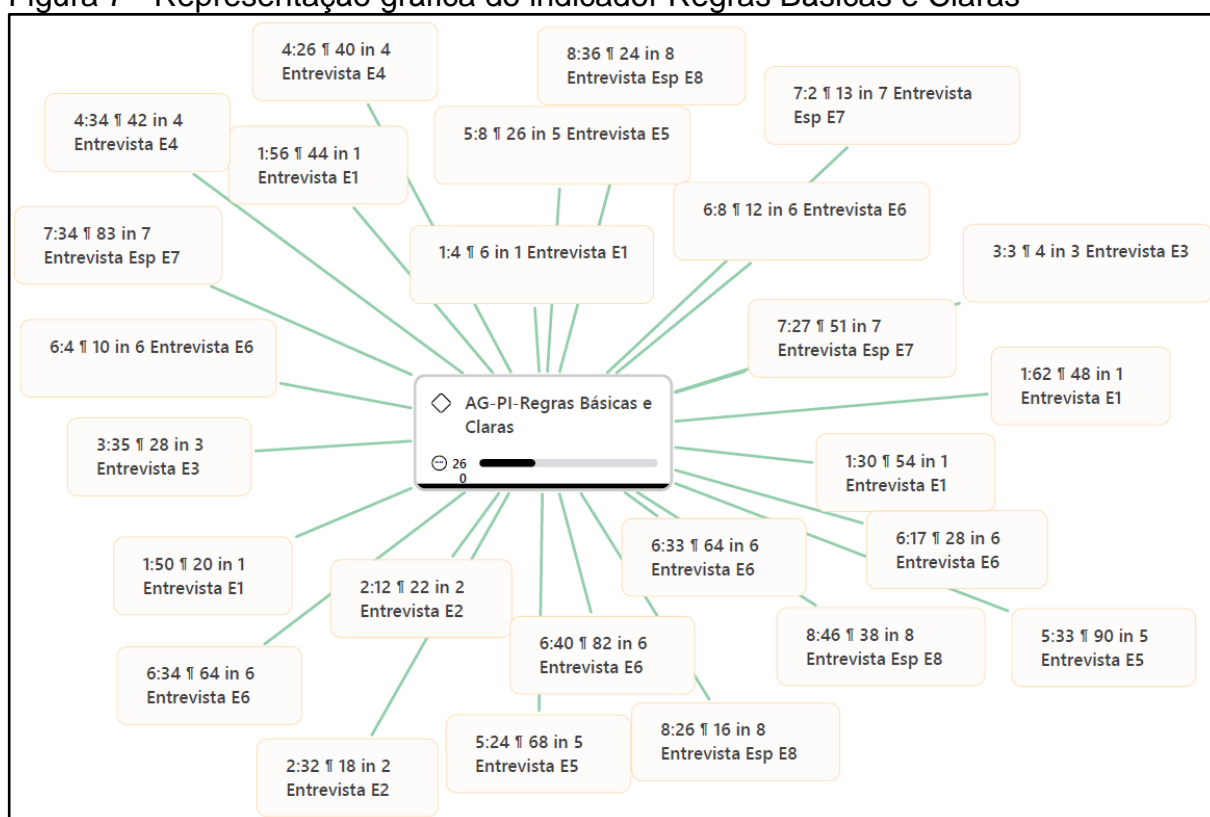 Figura 7 - Representação gráfica do Indicador Regras Básicas e Claras
4:26 ¶ 40 in 4
Entrevista E4
8:36 ¶ 24 in 8
Entrevista Esp E8
7:2 ¶ 13 in 7 Entrevista
Esp E7
4:34 ¶ 42 in 4
Entrevista E4
1:56 ¶ 44 in 1
Entrevista E1
5:8 ¶ 26 in 5 Entrevista E5
6:8 ¶ 12 in 6 Entrevista E6
7:34 ¶ 83 in 7
Entrevista Esp E7
1:4 ¶ 6 in 1 Entrevista E1
3:3 ¶ 4 in 3 Entrevista E3
6:4 ¶ 10 in 6 Entrevista E6
7:27 ¶ 51 in 7
Entrevista Esp E7
1:62 ¶ 48 in 1
Entrevista E1
AG-PI-Regras Básicas e
Claras
26
0
3:35 ¶ 28 in 3
Entrevista E3
1:30 ¶ 54 in 1
Entrevista E1
1:50 ¶ 20 in 1
Entrevista E1
2:12 ¶ 22 in 2
Entrevista E2
6:33 ¶ 64 in 6
Entrevista E6
6:17 ¶ 28 in 6
Entrevista E6
6:34 ¶ 64 in 6
Entrevista E6
6:40 ¶ 82 in 6
Entrevista E6
8:46 ¶ 38 in 8
Entrevista Esp E8
5:33 ¶ 90 in 5
Entrevista E5
2:32 ¶ 18 in 2
Entrevista E2
5:24 ¶ 68 in 5
Entrevista E5
8:26 ¶ 16 in 8
Entrevista Esp E8